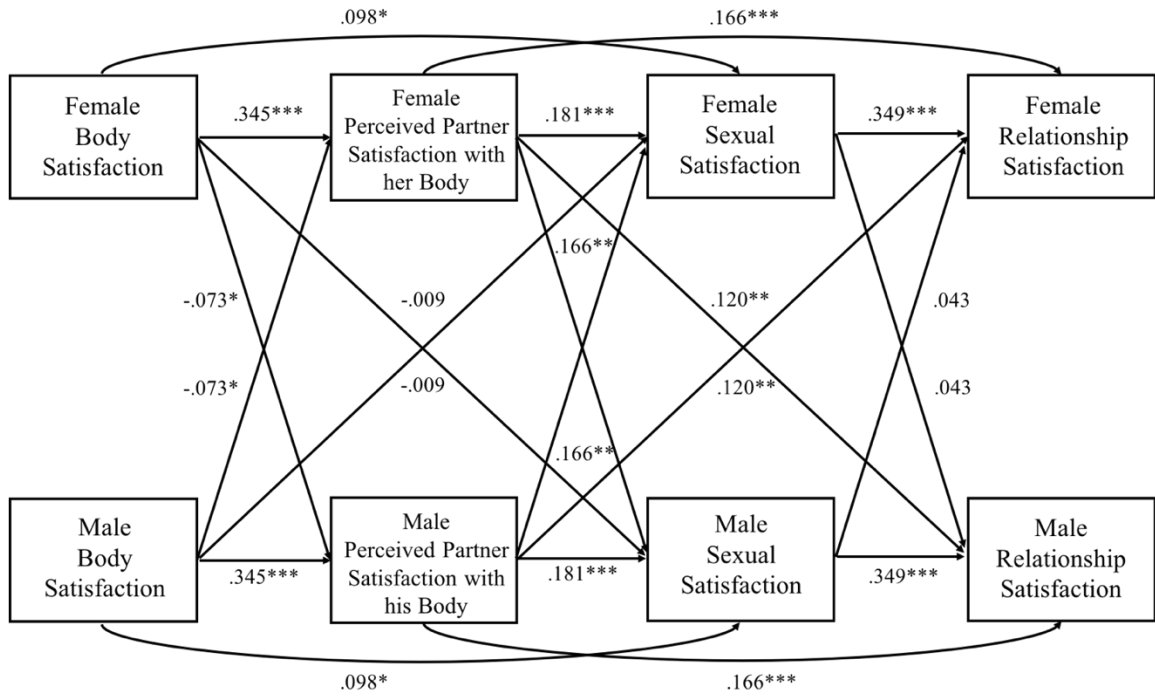 .098*
.166***
Female
Body
Satisfaction
.345***
Female
Perceived Partner
Satisfaction with
her Body
.181***
Female
Sexual
Satisfaction
.349***
Female
Relationship
Satisfaction
.166**
-.073*
-.009
.120**
.043
-.073*
-.009
.120**
.043
.166**
Male
Body
Satisfaction
.345***
Male
Perceived Partner
Satisfaction with
his Body
.181***
Male
Sexual
Satisfaction
.349***
Male
Relationship
Satisfaction
.098*
.166***